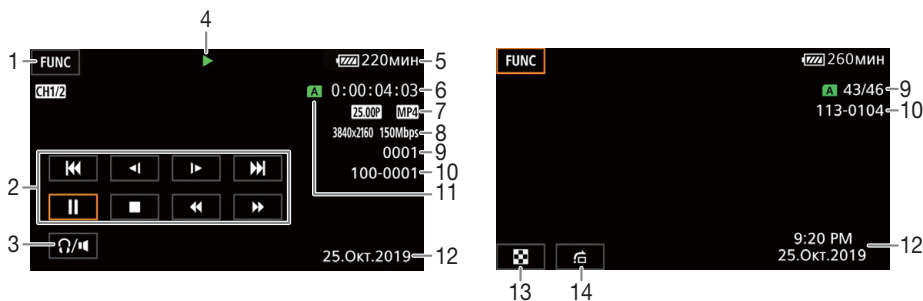 4
1 FUNC 220мин 5
CH1/2 A 0:00:04:03 6
25.00P MP4 7
3840x2160 150Mbps 8
0001 9
100-0001 10
11
2
3
25.Окт.2019 12
FUNC 260мин
A 43/46 9
113-0104 10
9:20 PM
25.Окт.2019 12
13 14